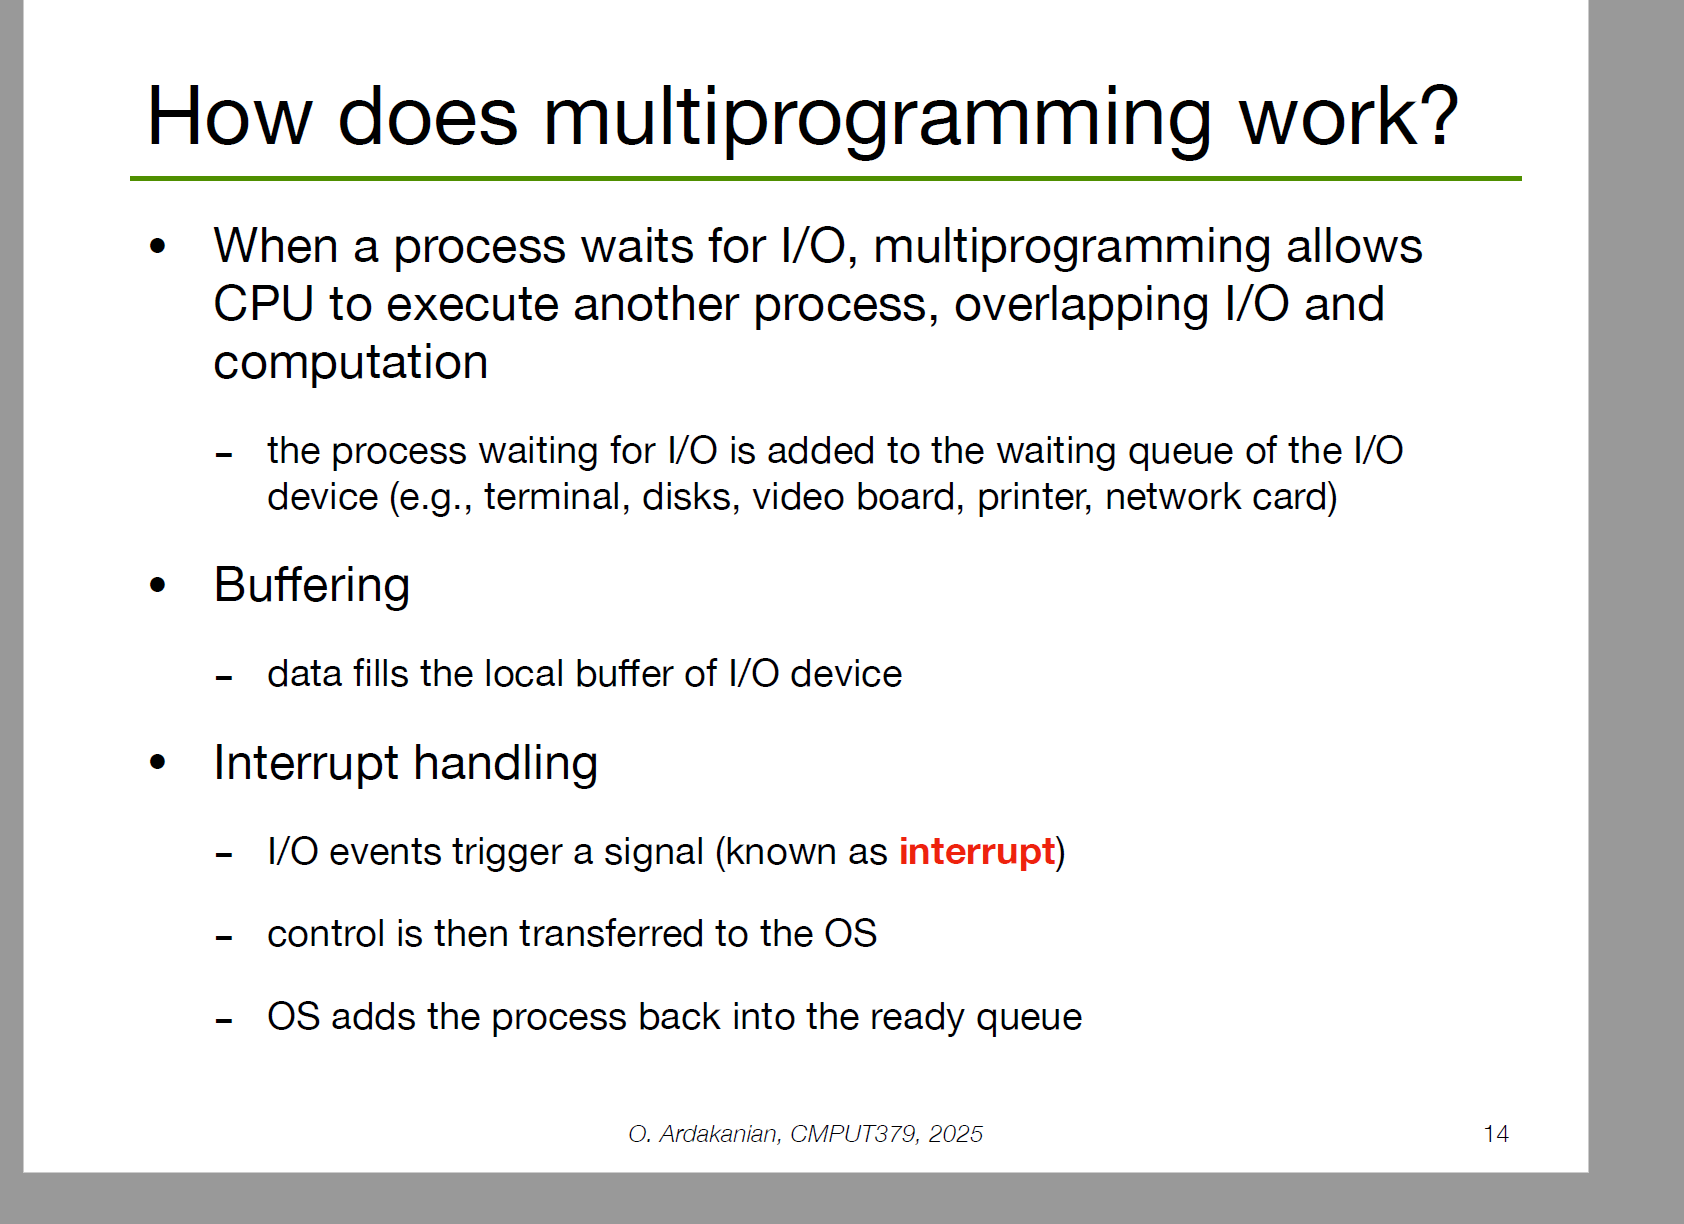 How does multiprogramming work?
• When a process waits for I/O, multiprogramming allows
CPU to execute another process, overlapping I/O and
computation
– the process waiting for I/O is added to the waiting queue of the I/O
device (e.g., terminal, disks, video board, printer, network card)
• Buffering
– data fills the local buffer of I/O device
• Interrupt handling
– I/O events trigger a signal (known as interrupt)
– control is then transferred to the OS
– OS adds the process back into the ready queue
O. Ardakanian, CMPUT379, 2025
14